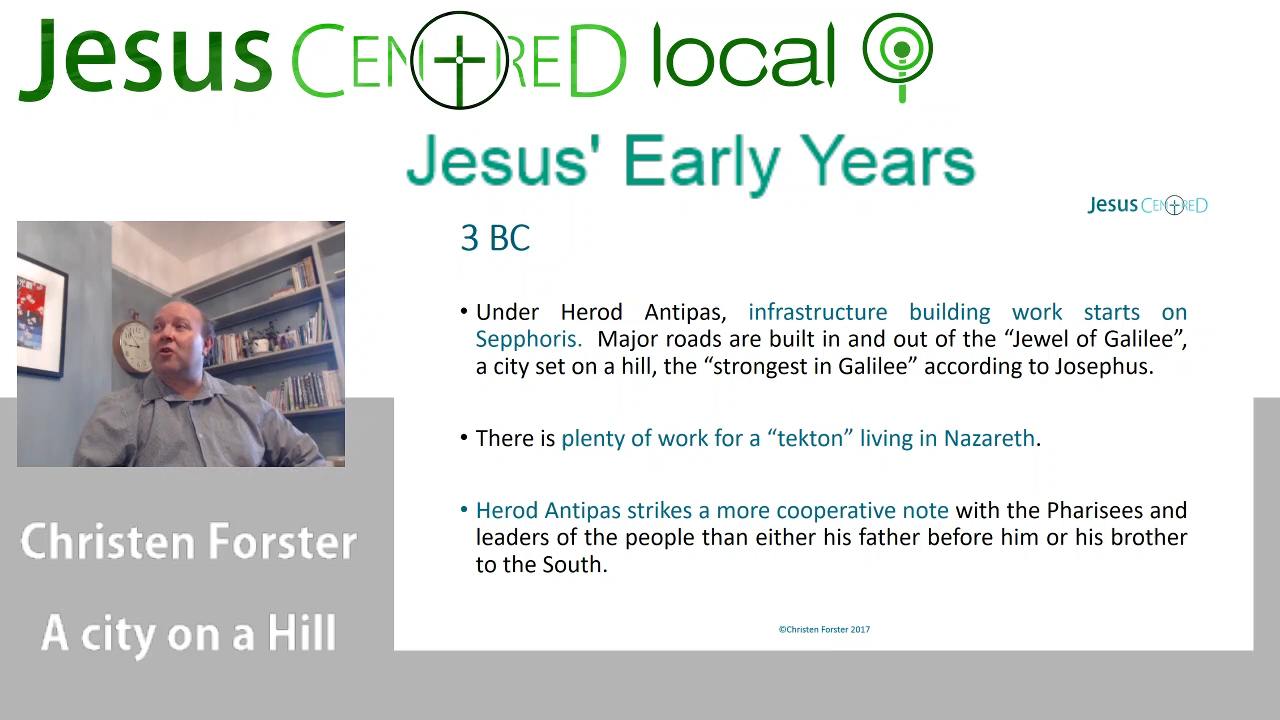 Jesus CENTRED local
Jesus' Early Years
Jesus CENTRED
3 BC
• Under Herod Antipas, infrastructure building work starts on
Sepphoris. Major roads are built in and out of the “Jewel of Galilee”,
a city set on a hill, the “strongest in Galilee” according to Josephus.
• There is plenty of work for a “tekton” living in Nazareth.
• Herod Antipas strikes a more cooperative note with the Pharisees and
leaders of the people than either his father before him or his brother
to the South.
©Christen Forster 2017
Christen Forster
A city on a Hill